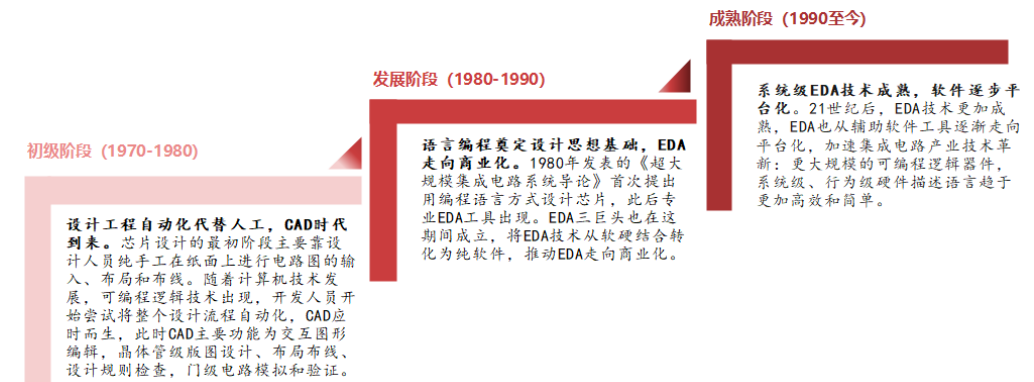 初级阶段（1970-1980）
设计工程自动化代替人工，CAD时代
到来。芯片设计的最初阶段主要靠设
计人员纯手工在纸面上进行电路图的输
入、布局和布线。随着计算机技术发
展，可编程逻辑技术出现，开发人员开
始尝试将整个设计流程自动化，CAD应
时而生，此时CAD主要功能为交互图形
编辑，晶体管级版图设计、布局布线、
设计规则检查，门级电路模拟和验证。
发展阶段（1980-1990）
语言编程奠定设计思想基础，EDA
走向商业化。1980年发表的《超大
规模集成电路系统导论》首次提出
用编程语言方式设计芯片，此后专
业EDA工具出现。EDA三巨头也在这
期间成立，将EDA技术从软硬结合转
化为纯软件，推动EDA走向商业化。
成熟阶段（1990至今）
系统级EDA技术成熟，软件逐步平
台化。21世纪后，EDA技术更加成
熟，EDA也从辅助软件工具逐渐走向
平台化，加速集成电路产业技术革
新：更大规模的可编程逻辑器件，
系统级、行为级硬件描述语言趋于
更加高效和简单。